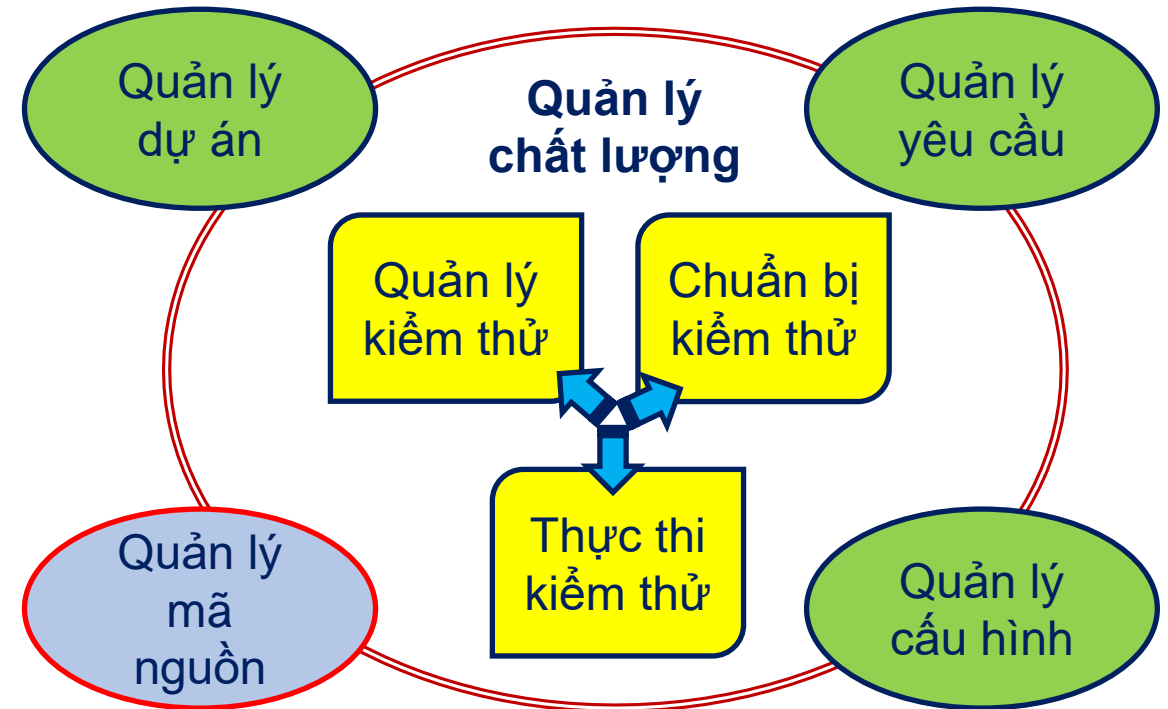 Quản lý
dự án
Quản lý
chất lượng
Quản lý
yêu cầu
Quản lý
kiểm thử
Chuẩn bị
kiểm thử
Thực thi
kiểm thử
Quản lý
mã
nguồn
Quản lý
cấu hình